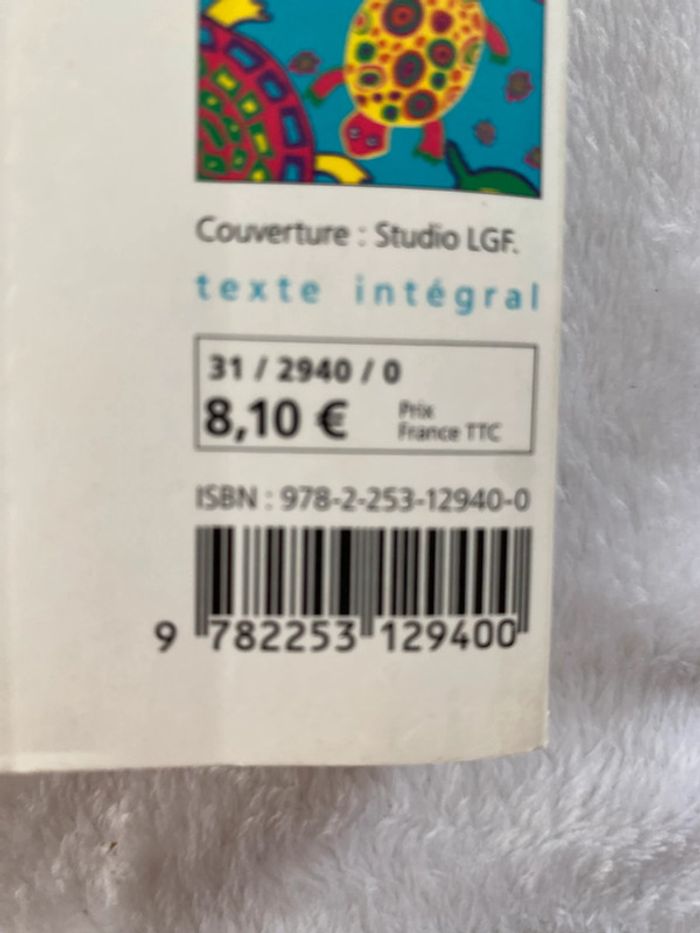 Couverture : Studio LGF.
texte intégral
31 / 2940 / 0
8,10 € Prix
France TTC
ISBN : 978-2-253-12940-0
9 782253 129400